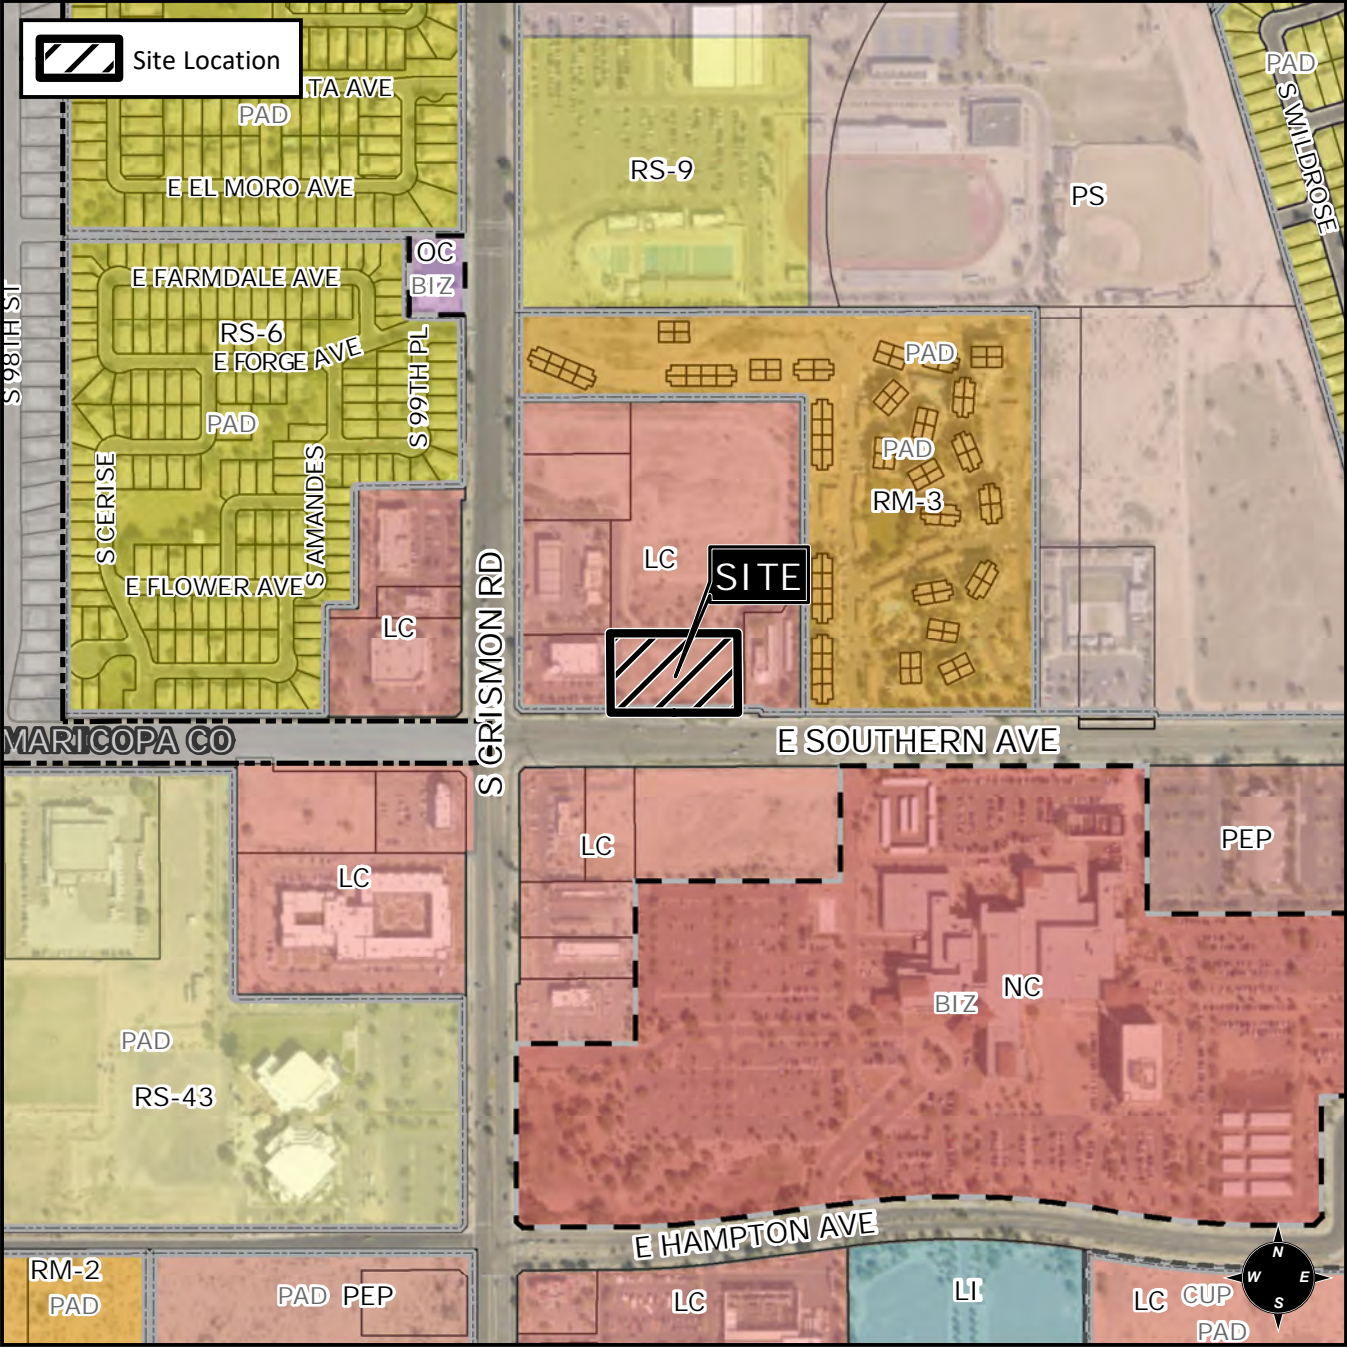 Site Location
TA AVE
PAD
E EL MORO AVE
RS-9
PS
PAD
S WILDROSE
OC
BIZ
E FARMDALE AVE
RS-6
E FORGE AVE
S 99TH PL
S 98TH ST
PAD
S CERISE
S AMANDES
E FLOWER AVE
LC
PAD
PAD
RM-3
LC
SITE
S CRISMON RD
MARICOPA CO
E SOUTHERN AVE
LC
LC
PEP
NC
BIZ
PAD
RS-43
E HAMPTON AVE
RM-2
PAD
PAD PEP
LC
LI
LC CUP
PAD
N
W E
S